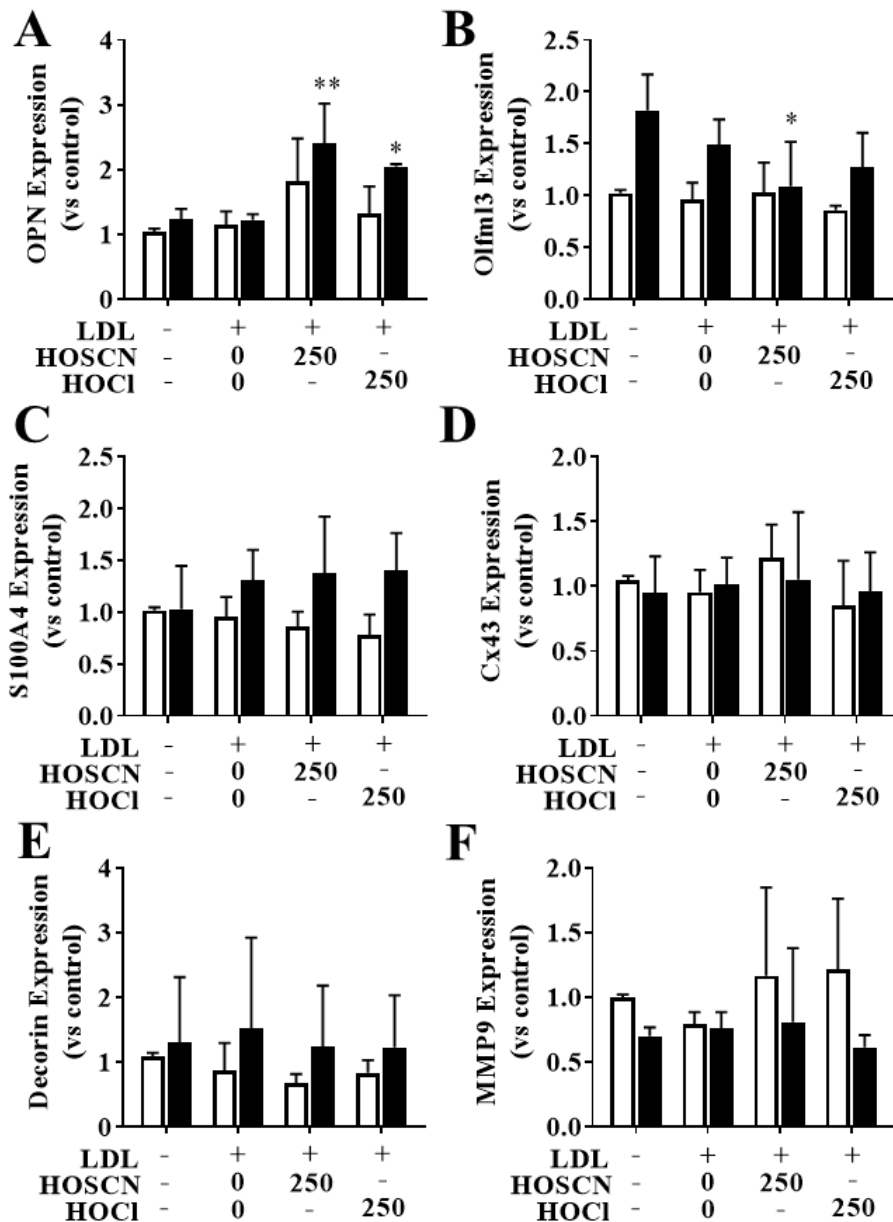 A
OPN Expression
(vs control)
4
3
2
1
0
**
*
LDL - + + +
HOSCN - 0 250 -
HOCl - 0 - 250
B
Olfml3 Expression
(vs control)
2.5
2.0
1.5
1.0
0.5
0.0
*
LDL - + + +
HOSCN - 0 250 -
HOCl - 0 - 250
C
S100A4 Expression
(vs control)
2.5
2.0
1.5
1.0
0.5
0.0
LDL - + + +
HOSCN - 0 250 -
HOCl - 0 - 250
D
Cx43 Expression
(vs control)
2.0
1.5
1.0
0.5
0.0
LDL - + + +
HOSCN - 0 250 -
HOCl - 0 - 250
E
Decorin Expression
(vs control)
4
3
2
1
0
LDL - + + +
HOSCN - 0 250 -
HOCl - 0 - 250
F
MMP9 Expression
(vs control)
2.0
1.5
1.0
0.5
0.0
LDL - + + +
HOSCN - 0 250 -
HOCl - 0 - 250